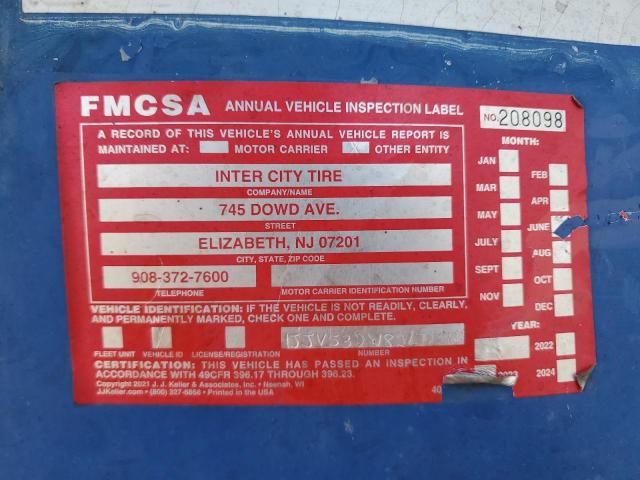 FMCSA ANNUAL VEHICLE INSPECTION LABEL
NO. 208098
A RECORD OF THIS VEHICLE'S ANNUAL VEHICLE REPORT IS
MAINTAINED AT: MOTOR CARRIER X OTHER ENTITY
INTER CITY TIRE
COMPANY/NAME
745 DOWD AVE.
STREET
ELIZABETH, NJ 07201
CITY, STATE, ZIP CODE
908-372-7600
TELEPHONE MOTOR CARRIER IDENTIFICATION NUMBER
VEHICLE IDENTIFICATION: IF THE VEHICLE IS NOT READILY, CLEARLY,
AND PERMANENTLY MARKED, CHECK ONE AND COMPLETE.
FLEET UNIT VEHICLE ID LICENSE/REGISTRATION NUMBER
CERTIFICATION: THIS VEHICLE HAS PASSED AN INSPECTION IN
ACCORDANCE WITH 49CFR 396.17 THROUGH 396.23.
Copyright 2021 J. J. Keller & Associates, Inc. • Neenah, WI
JJKeller.com • (800) 327-6868 • Printed in the USA
40
MONTH:
JAN FEB
MAR APR
MAY JUNE
JULY AUG
SEPT OCT
NOV DEC
YEAR:
2022
2023 2024